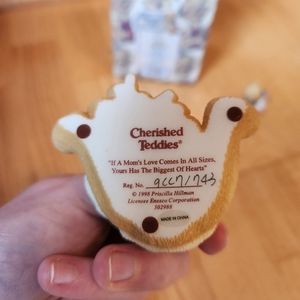 Cherished
Teddies®
"If A Mom's Love Comes In All Sizes,
Yours Has The Biggest Of Hearts"
Reg. No. 9CC7/743
© 1998 Priscilla Hillman
Licensee Enesco Corporation
302988
MADE IN CHINA